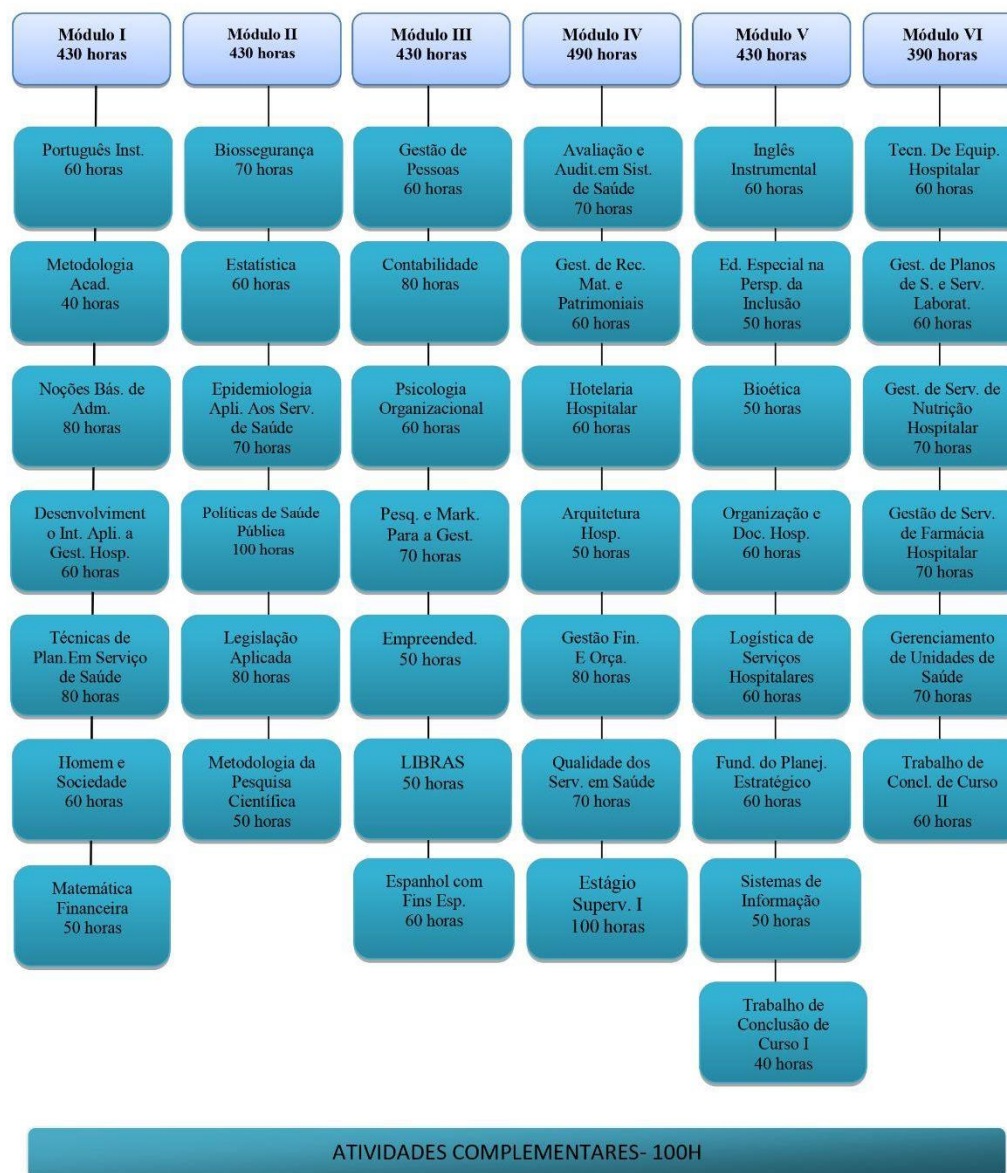 Módulo I
430 horas
Português Inst.
60 horas
Metodologia
Acad.
40 horas
Noções Bás. de
Adm.
80 horas
Desenvolviment
o Int. Apli. a
Gest. Hosp.
60 horas
Técnicas de
Plan.Em Serviço
de Saúde
80 horas
Homem e
Sociedade
60 horas
Matemática
Financeira
50 horas
Módulo II
430 horas
Biossegurança
70 horas
Estatística
60 horas
Epidemiologia
Apli. Aos Serv.
de Saúde
70 horas
Políticas de Saúde
Pública
100 horas
Legislação
Aplicada
80 horas
Metodologia da
Pesquisa
Científica
50 horas
Módulo III
430 horas
Gestão de
Pessoas
60 horas
Contabilidade
80 horas
Psicologia
Organizacional
60 horas
Pesq. e Mark.
Para a Gest.
70 horas
Empreended.
50 horas
LIBRAS
50 horas
Espanhol com
Fins Esp.
60 horas
Módulo IV
490 horas
Avaliação e
Audit.em Sist.
de Saúde
70 horas
Gest. de Rec.
Mat. e
Patrimoniais
60 horas
Hotelaria
Hospitalar
60 horas
Arquitetura
Hosp.
50 horas
Gestão Fin.
E Orça.
80 horas
Qualidade dos
Serv. em Saúde
70 horas
Estágio
Superv. I
100 horas
Módulo V
430 horas
Inglês
Instrumental
60 horas
Ed. Especial na
Persp. da
Inclusão
50 horas
Bioética
50 horas
Organização e
Doc. Hosp.
60 horas
Logística de
Serviços
Hospitalares
60 horas
Fund. do Planej.
Estratégico
60 horas
Sistemas de
Informação
50 horas
Trabalho de
Conclusão de
Curso I
40 horas
Módulo VI
390 horas
Tecn. De Equip.
Hospitalar
60 horas
Gest. de Planos
de S. e Serv.
Laborat.
60 horas
Gest. de Serv. de
Nutrição
Hospitalar
70 horas
Gestão de Serv.
de Farmácia
Hospitalar
70 horas
Gerenciamento
de Unidades de
Saúde
70 horas
Trabalho de
Concl. de Curso
II
60 horas
ATIVIDADES COMPLEMENTARES- 100H